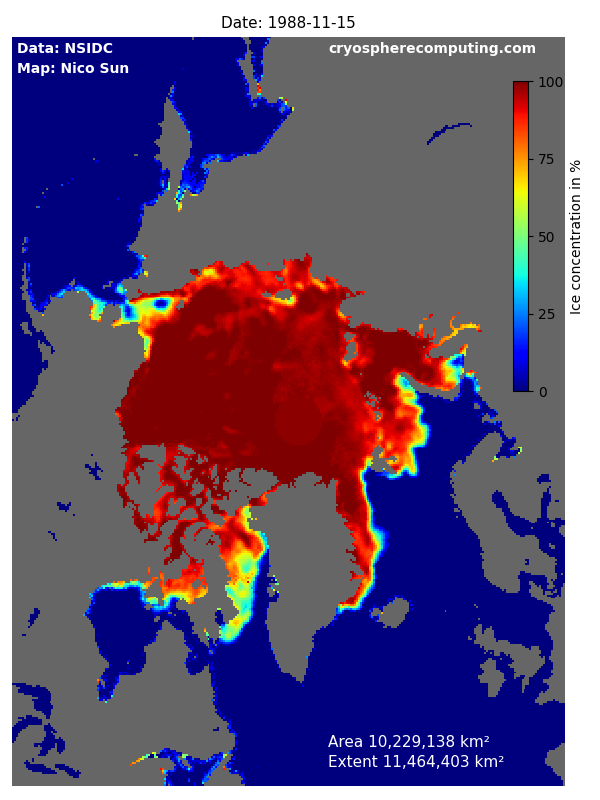 Date: 1988-11-15
Data: NSIDC
Map: Nico Sun
cryospherecomputing.com
100
75
50
25
0
Ice concentration in %
Area 10,229,138 km²
Extent 11,464,403 km²